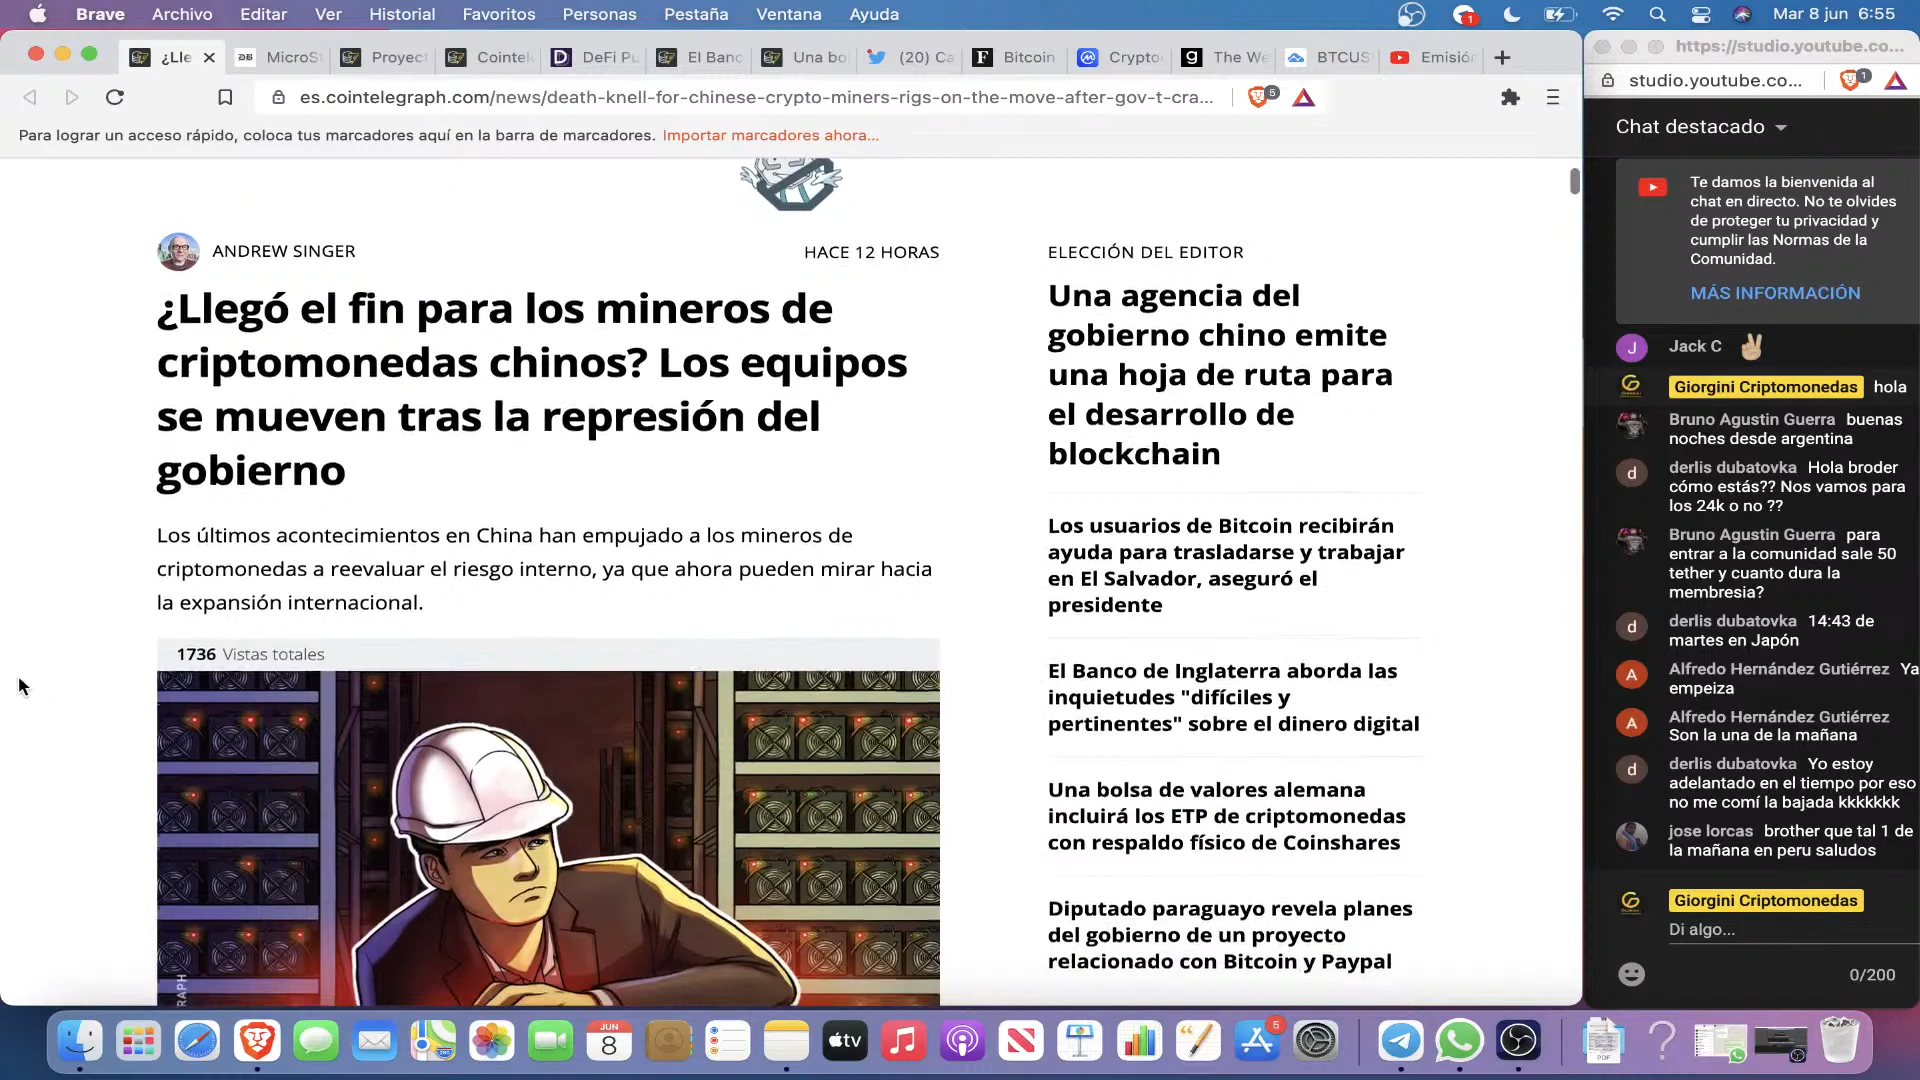 Brave Archivo Editar Ver Historial Favoritos Personas Pestaña Ventana Ayuda
1
Mar 8 jun 6:55
¿Lle
MicroSt
Proyect
Cointel
DeFi Pu
El Banc
Una bo
(20) Ca
Bitcoin
Crypto
The We
BTCUS
Emisión
https://studio.youtube.co...
es.cointelegraph.com/news/death-knell-for-chinese-crypto-miners-rigs-on-the-move-after-gov-t-cra...
5
studio.youtube.co...
1
Para lograr un acceso rápido, coloca tus marcadores aquí en la barra de marcadores. Importar marcadores ahora...
ANDREW SINGER
HACE 12 HORAS
¿Llegó el fin para los mineros de
criptomonedas chinos? Los equipos
se mueven tras la represión del
gobierno
Los últimos acontecimientos en China han empujado a los mineros de
criptomonedas a reevaluar el riesgo interno, ya que ahora pueden mirar hacia
la expansión internacional.
1736 Vistas totales
RAPH
ELECCIÓN DEL EDITOR
Una agencia del
gobierno chino emite
una hoja de ruta para
el desarrollo de
blockchain
Los usuarios de Bitcoin recibirán
ayuda para trasladarse y trabajar
en El Salvador, aseguró el
presidente
El Banco de Inglaterra aborda las
inquietudes "difíciles y
pertinentes" sobre el dinero digital
Una bolsa de valores alemana
incluirá los ETP de criptomonedas
con respaldo físico de Coinshares
Diputado paraguayo revela planes
del gobierno de un proyecto
relacionado con Bitcoin y Paypal
Chat destacado
Te damos la bienvenida al
chat en directo. No te olvides
de proteger tu privacidad y
cumplir las Normas de la
Comunidad.
MÁS INFORMACIÓN
J
Jack C
Giorgini Criptomonedas hola
Bruno Agustin Guerra buenas
noches desde argentina
d
derlis dubatovka Hola broder
cómo estás?? Nos vamos para
los 24k o no ??
Bruno Agustin Guerra para
entrar a la comunidad sale 50
tether y cuanto dura la
membresia?
d
derlis dubatovka 14:43 de
martes en Japón
A
Alfredo Hernández Gutiérrez Ya
empeiza
A
Alfredo Hernández Gutiérrez
Son la una de la mañana
d
derlis dubatovka Yo estoy
adelantado en el tiempo por eso
no me comí la bajada kkkkkkk
jose lorcas brother que tal 1 de
la mañana en peru saludos
Giorgini Criptomonedas
Di algo...
0/200
JUN
8
tv
5
PDF